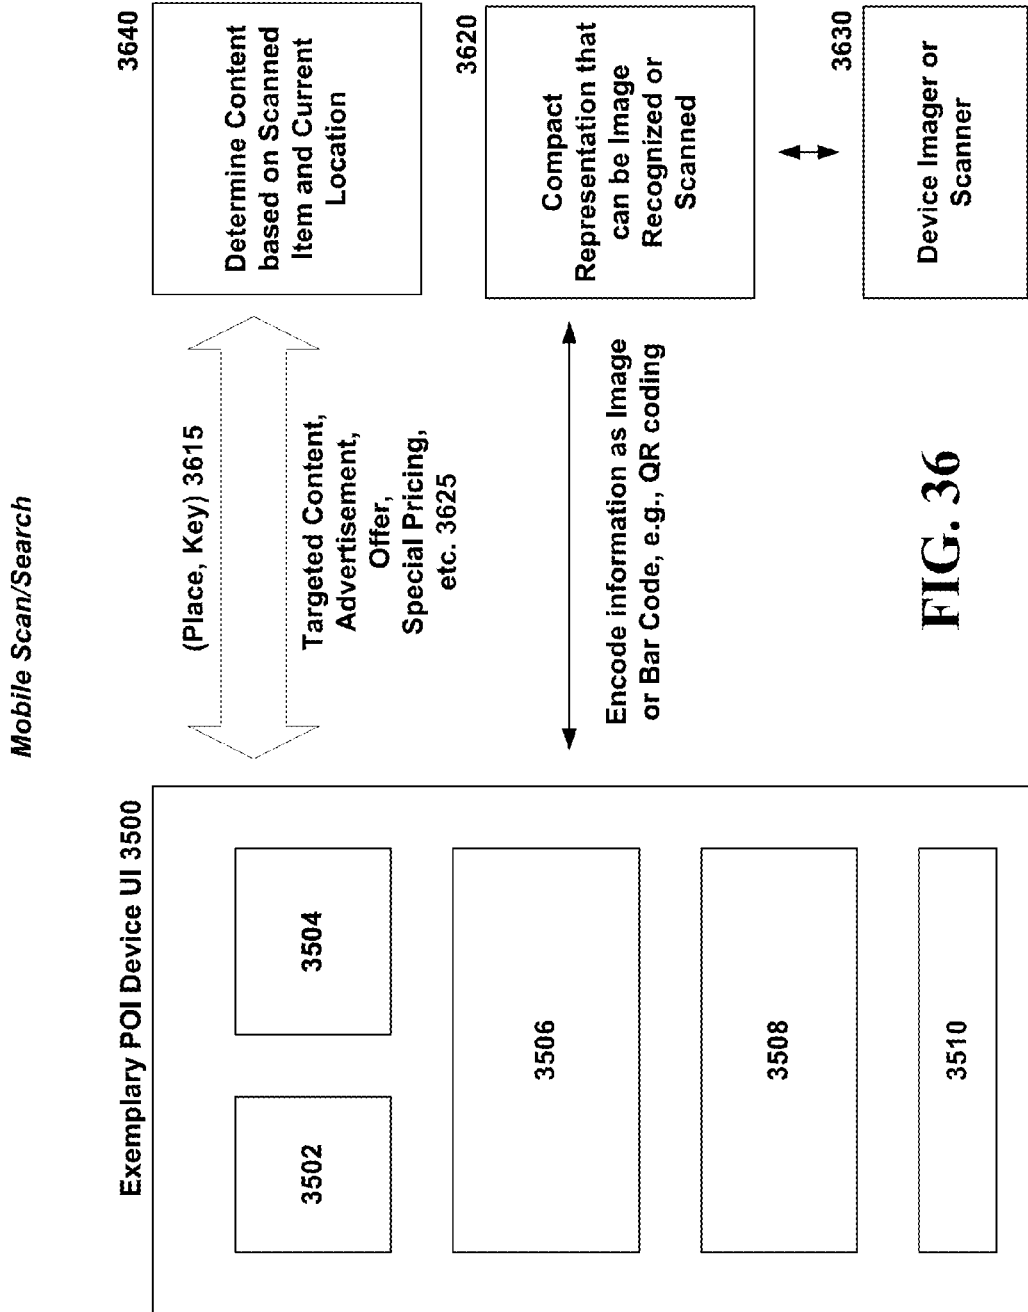 Mobile Scan/Search
Exemplary POI Device UI 3500
3502
3504
3506
3508
3510
(Place, Key) 3615
Targeted Content,
Advertisement,
Offer,
Special Pricing,
etc. 3625
Encode information as Image
or Bar Code, e.g., QR coding
3640
Determine Content
based on Scanned
Item and Current
Location
3620
Compact
Representation that
can be Image
Recognized or
Scanned
3630
Device Imager or
Scanner
FIG. 36